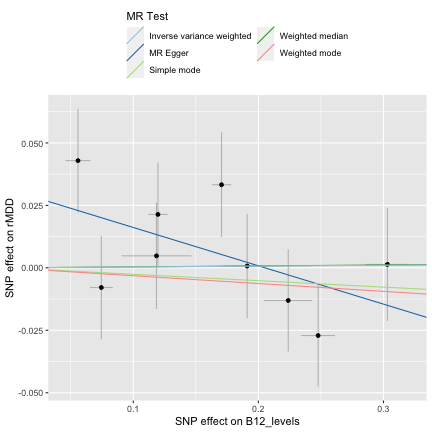 MR Test
Inverse variance weighted
Weighted median
MR Egger
Weighted mode
Simple mode
SNP effect on rMDD
0.050
0.025
0.000
-0.025
-0.050
0.1 0.2 0.3
SNP effect on B12_levels